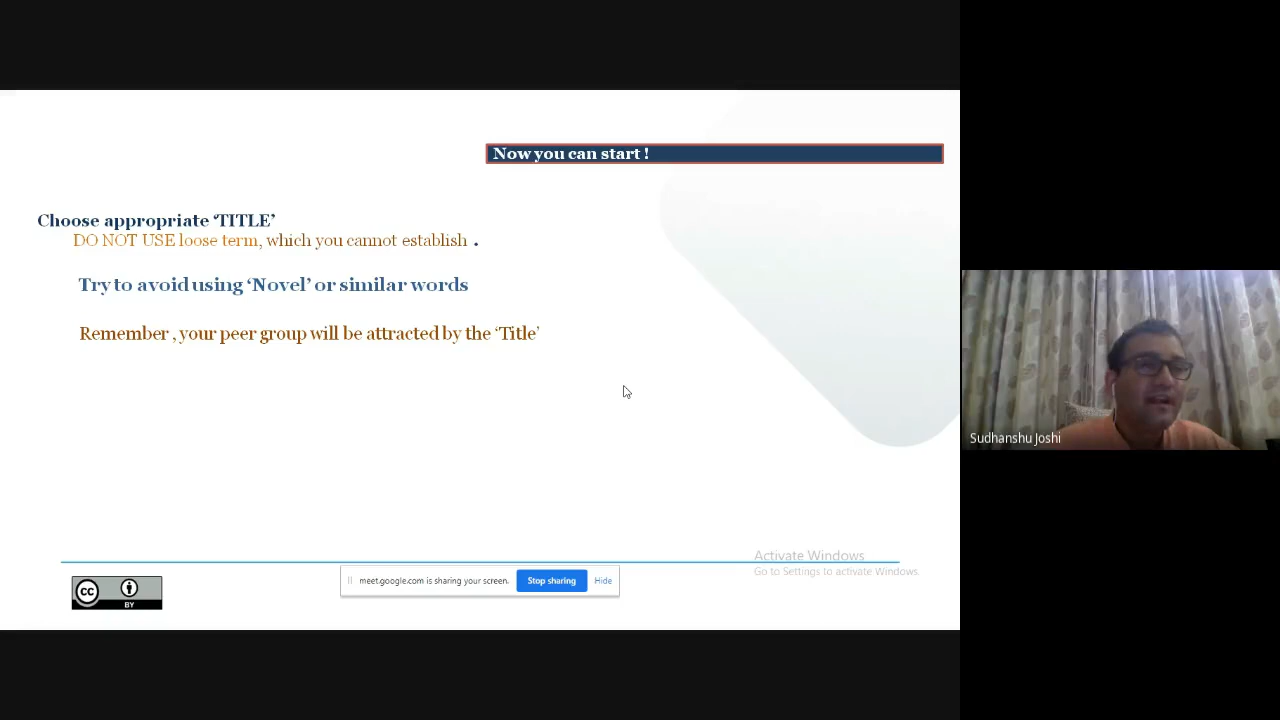 Now you can start !
Choose appropriate ‘TITLE’
DO NOT USE loose term, which you cannot establish .
Try to avoid using ‘Novel’ or similar words
Remember , your peer group will be attracted by the ‘Title’
Sudhanshu Joshi
Activate Windows
Go to Settings to activate Windows.
meet.google.com is sharing your screen. Stop sharing Hide
cc
BY